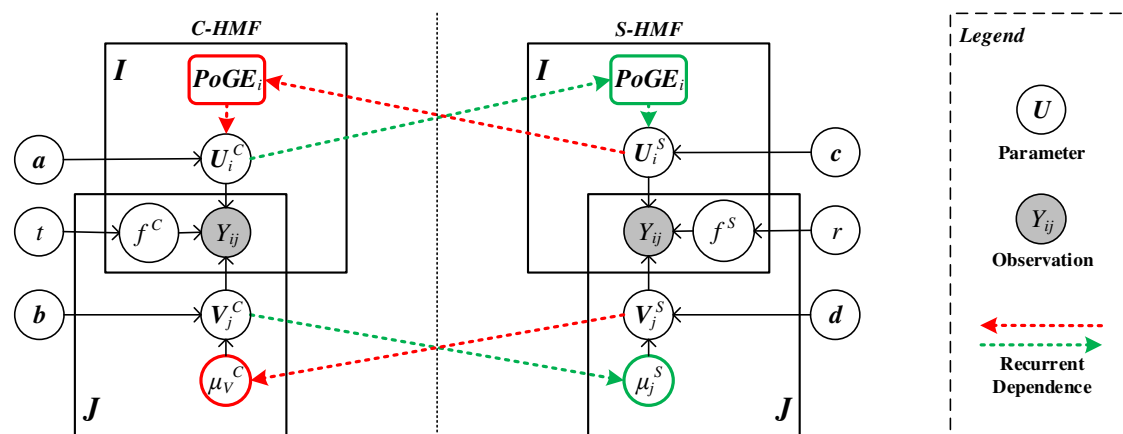 C-HMF
S-HMF
Legend
I
PoGE_i
I
PoGE_i
U
a
U_i^C
U_i^S
c
Parameter
t
f^C
Y_ij
Y_ij
f^S
r
Y_ij
Observation
b
V_j^C
V_j^S
d
μ_V^C
μ_j^S
Recurrent
Dependence
J
J